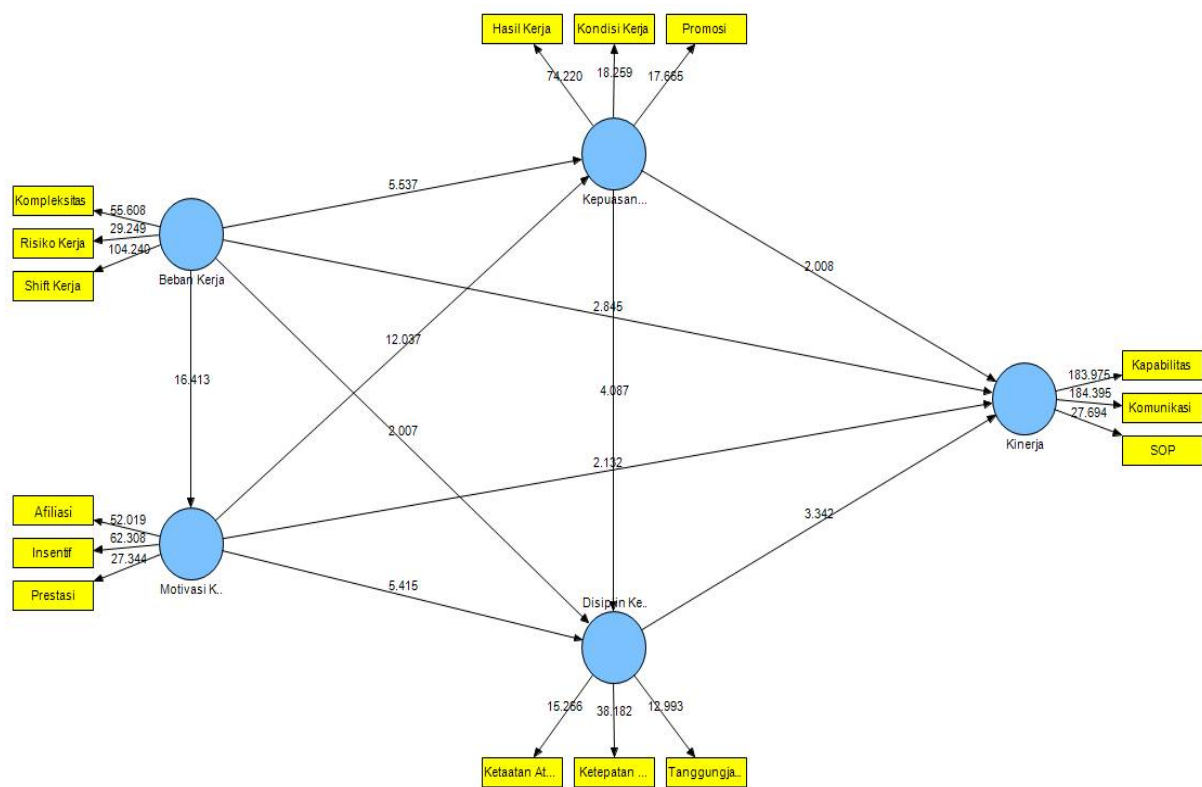 Hasil Kerja
Kondisi Kerja
Promosi
74.220
18.259
17.665
Kepuasan...
Kompleksitas
Risiko Kerja
Shift Kerja
55.608
29.249
104.240
Beban Kerja
5.537
2.008
2.845
12.037
16.413
4.087
2.007
2.132
3.342
5.415
Kapabilitas
Komunikasi
SOP
183.975
184.395
27.694
Kinerja
Afiliasi
Insentif
Prestasi
52.019
62.308
27.344
Motivasi K..
Disiplin Ke..
15.266
38.182
12.993
Ketaatan At...
Ketepatan ...
Tanggungja..